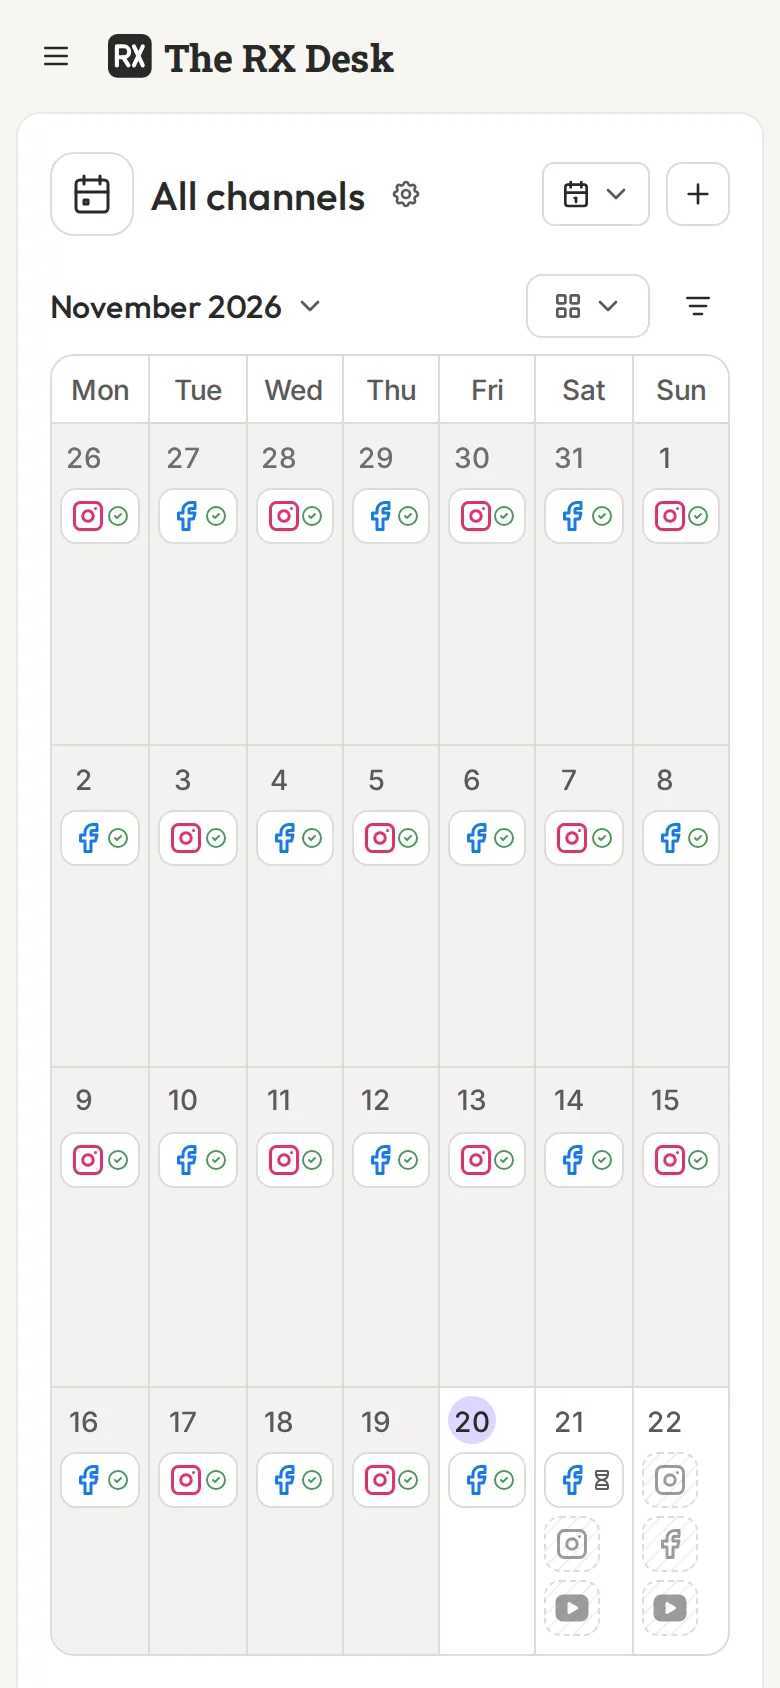 RX The RX Desk
All channels
November 2026
Mon Tue Wed Thu Fri Sat Sun
26 27 28 29 30 31 1
2 3 4 5 6 7 8
9 10 11 12 13 14 15
16 17 18 19 20 21 22